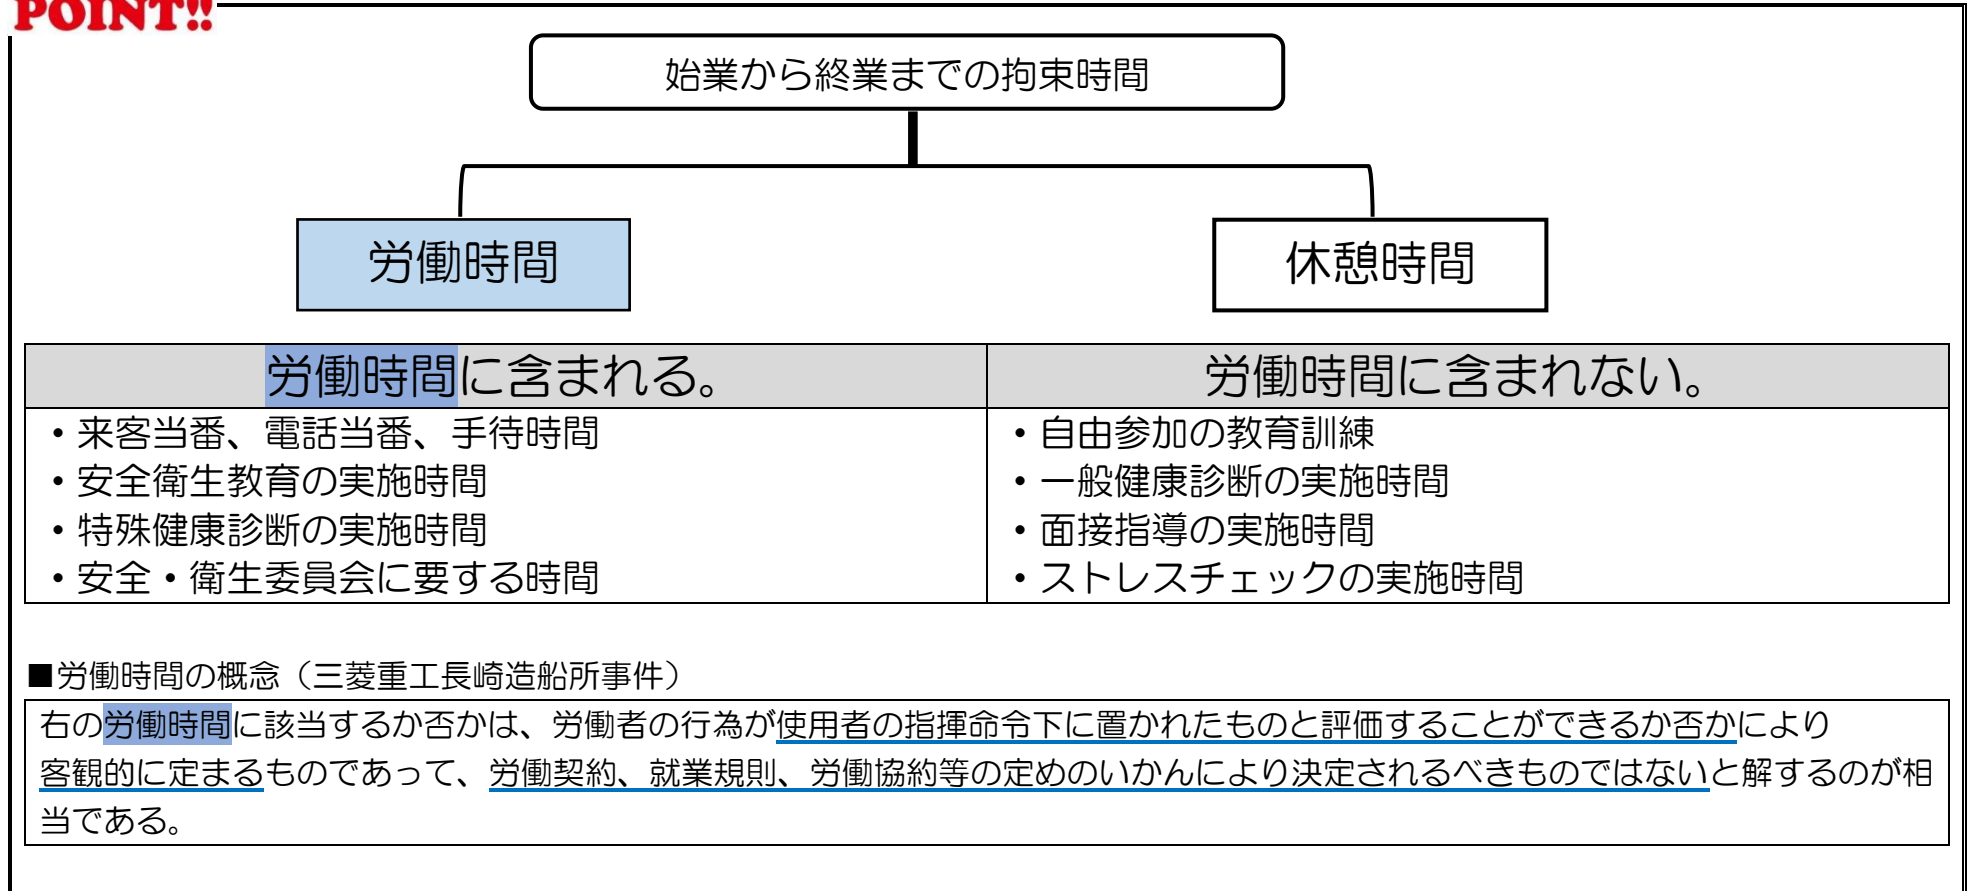 POINT!!
始業から終業までの拘束時間
労働時間
休憩時間
労働時間に含まれる。
労働時間に含まれない。
・来客当番、電話当番、手待時間
・安全衛生教育の実施時間
・特殊健康診断の実施時間
・安全・衛生委員会に要する時間
・自由参加の教育訓練
・一般健康診断の実施時間
・面接指導の実施時間
・ストレスチェックの実施時間
■労働時間の概念（三菱重工長崎造船所事件）
右の労働時間に該当するか否かは、労働者の行為が使用者の指揮命令下に置かれたものと評価することができるか否かにより
客観的に定まるものであって、労働契約、就業規則、労働協約等の定めのいかんにより決定されるべきものではないと解するのが相
当である。